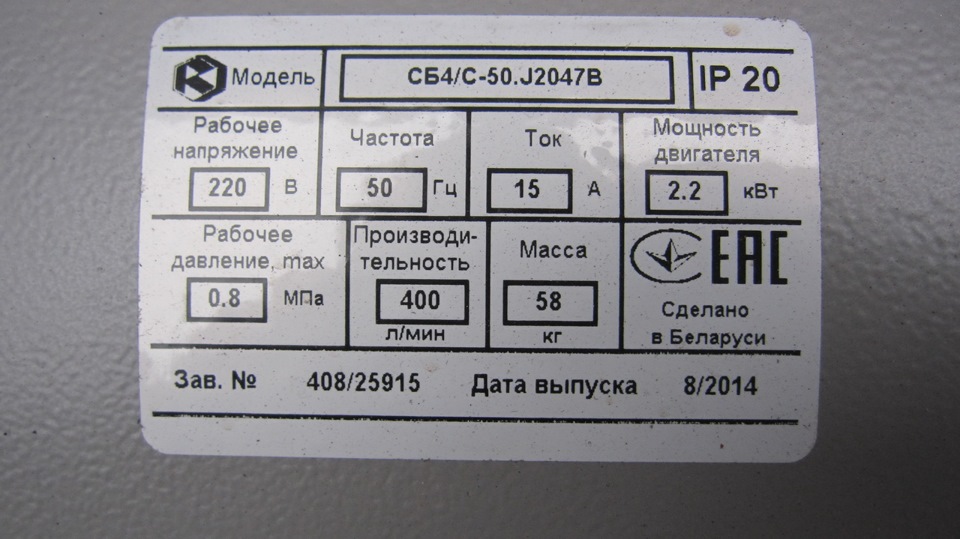 Модель СБ4/С-50.J2047В IP 20
Рабочее напряжение 220 В
Частота 50 Гц
Ток 15 А
Мощность двигателя 2.2 кВт
Рабочее давление, max 0.8 МПа
Производи-
тельность
400
л/мин
Масса
58
кг
ЕАС
Сделано
в Беларуси
Зав. № 408/25915 Дата выпуска 8/2014